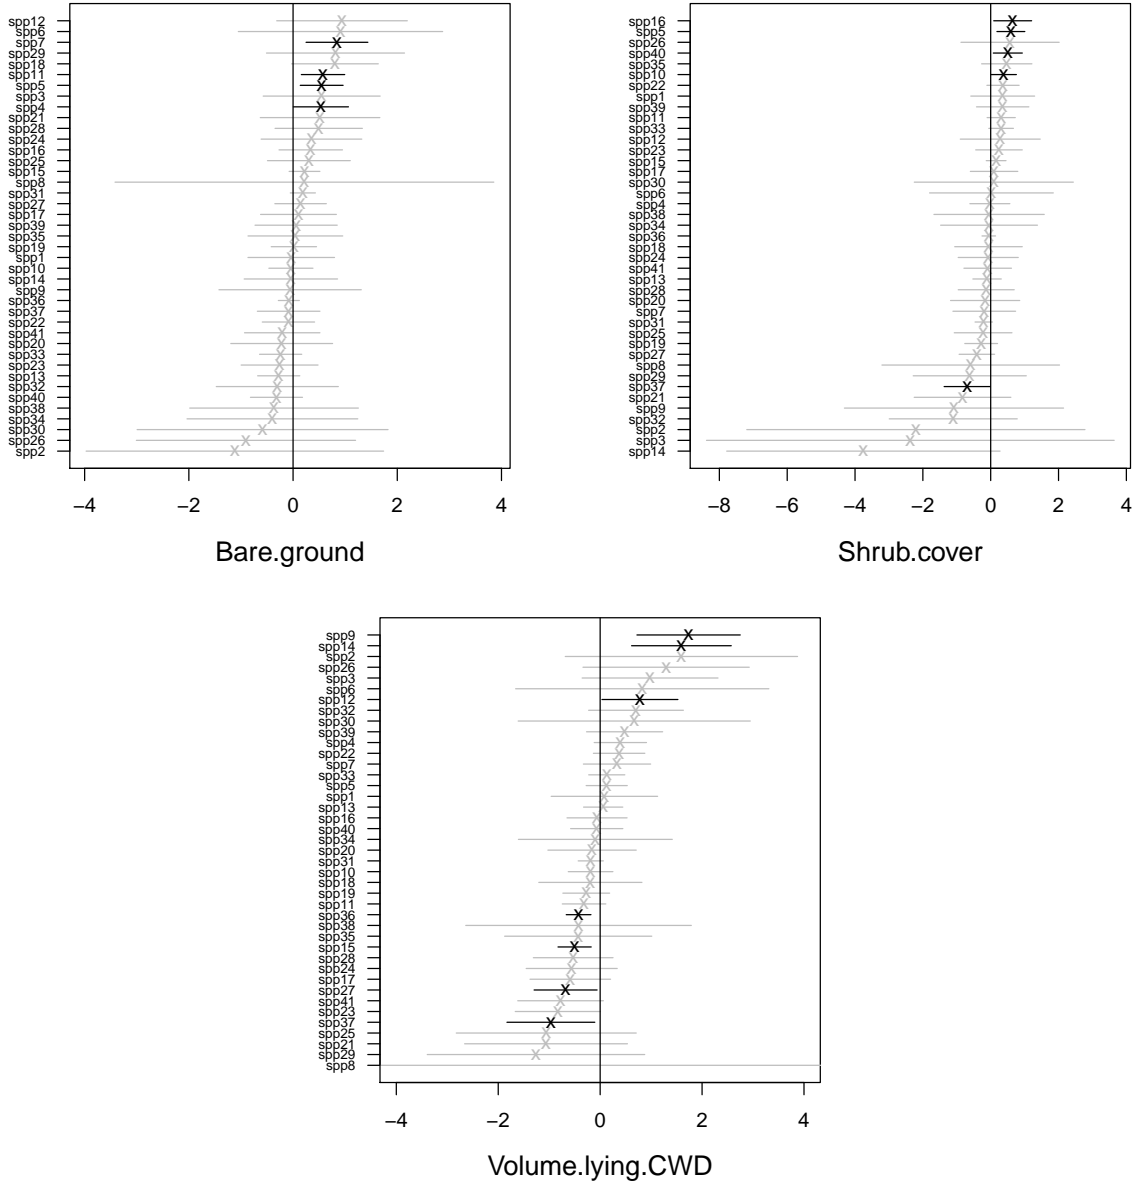 spp12
spp6
spp7
spp29
spp18
spp11
spp5
spp3
spp4
spp21
spp28
spp24
spp16
spp25
spp15
spp8
spp31
spp27
spp17
spp39
spp35
spp19
spp1
spp10
spp14
spp9
spp36
spp37
spp22
spp41
spp20
spp33
spp23
spp13
spp32
spp40
spp38
spp34
spp30
spp26
spp2
−4 −2 0 2 4
Bare.ground
spp16
spp5
spp26
spp40
spp35
spp10
spp22
spp1
spp39
spp11
spp33
spp12
spp23
spp15
spp17
spp30
spp6
spp4
spp38
spp34
spp36
spp18
spp24
spp41
spp13
spp28
spp20
spp7
spp31
spp25
spp19
spp27
spp8
spp29
spp37
spp21
spp9
spp32
spp2
spp3
spp14
−8 −6 −4 −2 0 2 4
Shrub.cover
spp9
spp14
spp2
spp26
spp3
spp6
spp12
spp32
spp30
spp39
spp4
spp22
spp7
spp33
spp5
spp1
spp13
spp16
spp40
spp34
spp20
spp31
spp10
spp18
spp19
spp11
spp36
spp38
spp35
spp15
spp28
spp24
spp17
spp27
spp41
spp23
spp37
spp25
spp21
spp29
spp8
−4 −2 0 2 4
Volume.lying.CWD